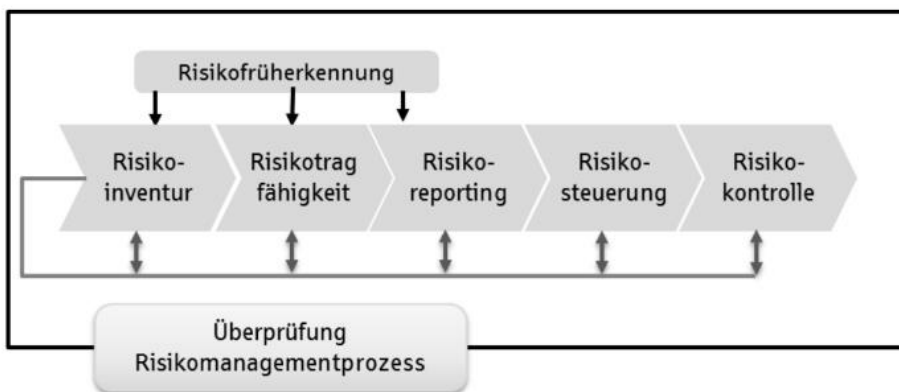 Risikofrüherkennung
Risiko-
inventur
Risikotrag
fähigkeit
Risiko-
reporting
Risiko-
steuerung
Risiko-
kontrolle
Überprüfung
Risikomanagementprozess